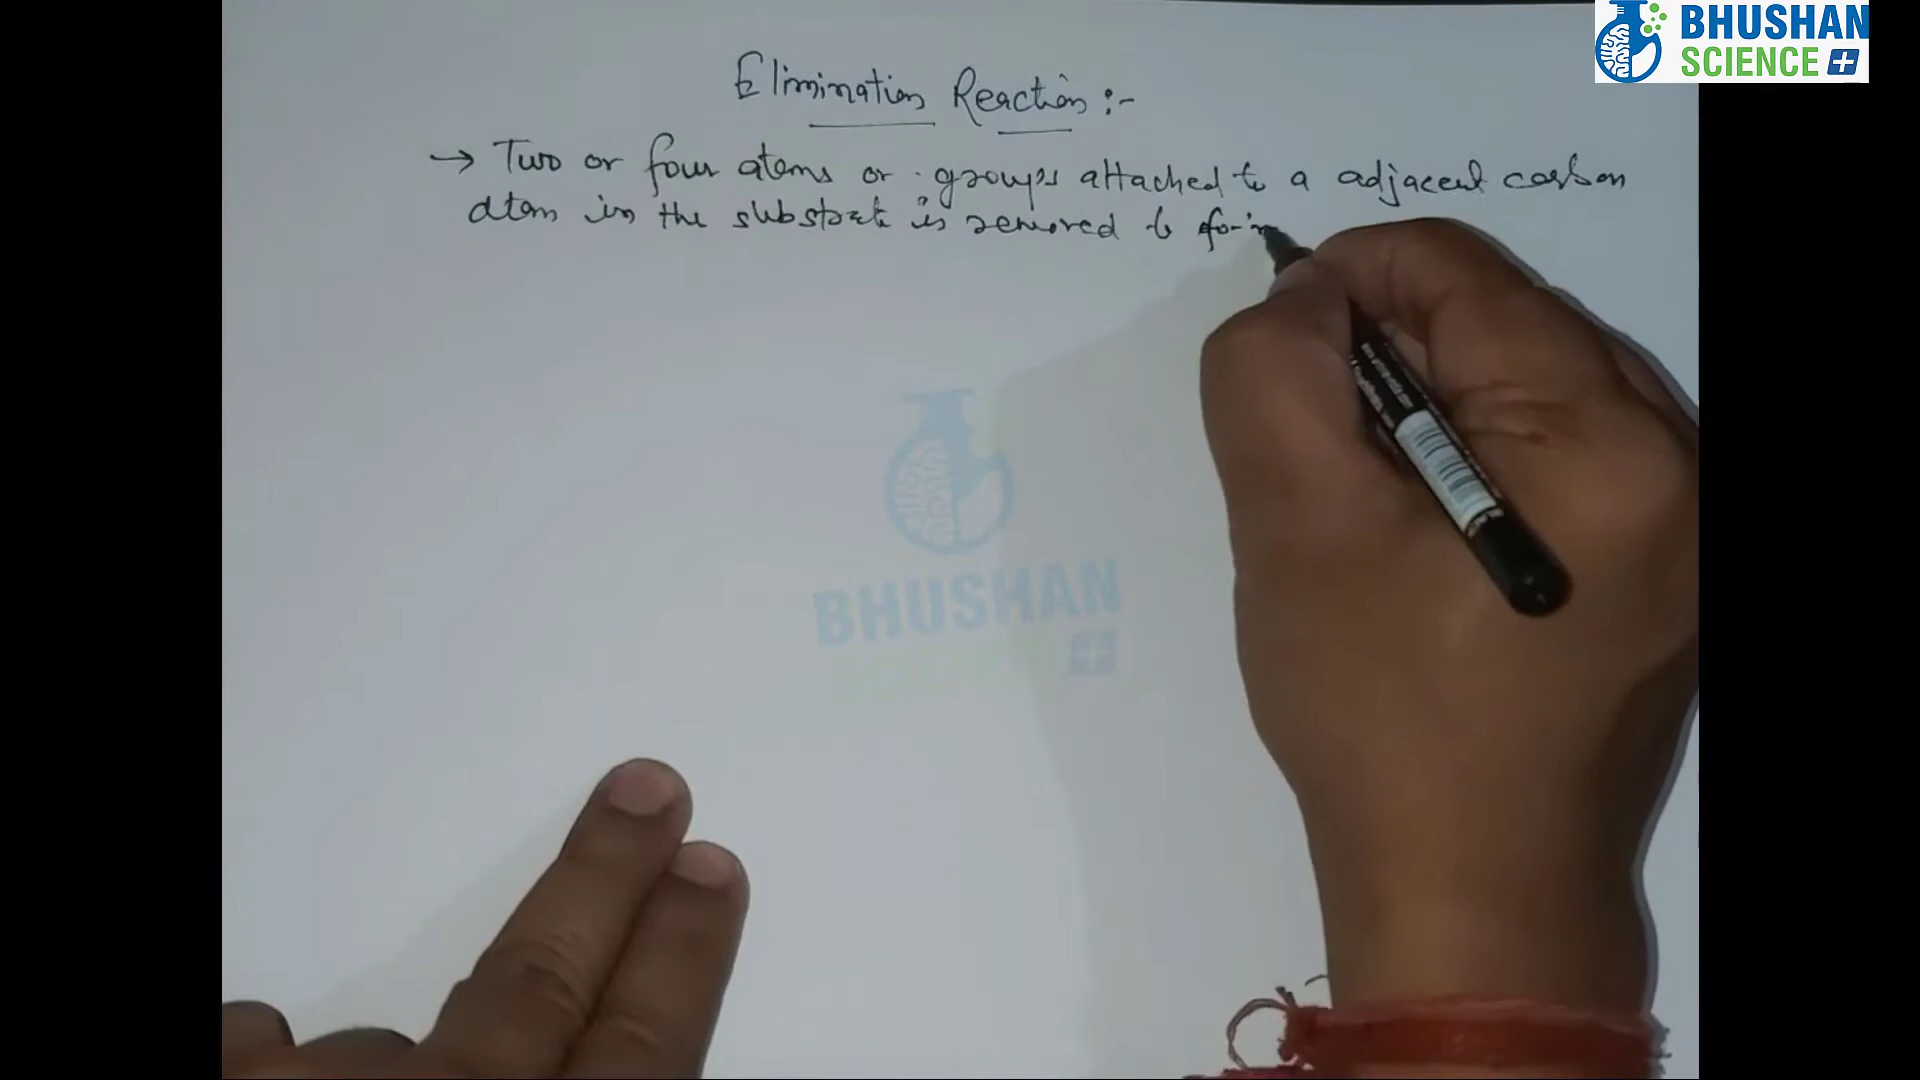 BHUSHAN
SCIENCE +
Elimination Reaction :-
→ Two or four atoms or groups attached to a adjacent carbon
atom in the substrate is removed to form
BHUSHAN
SCIENCE +